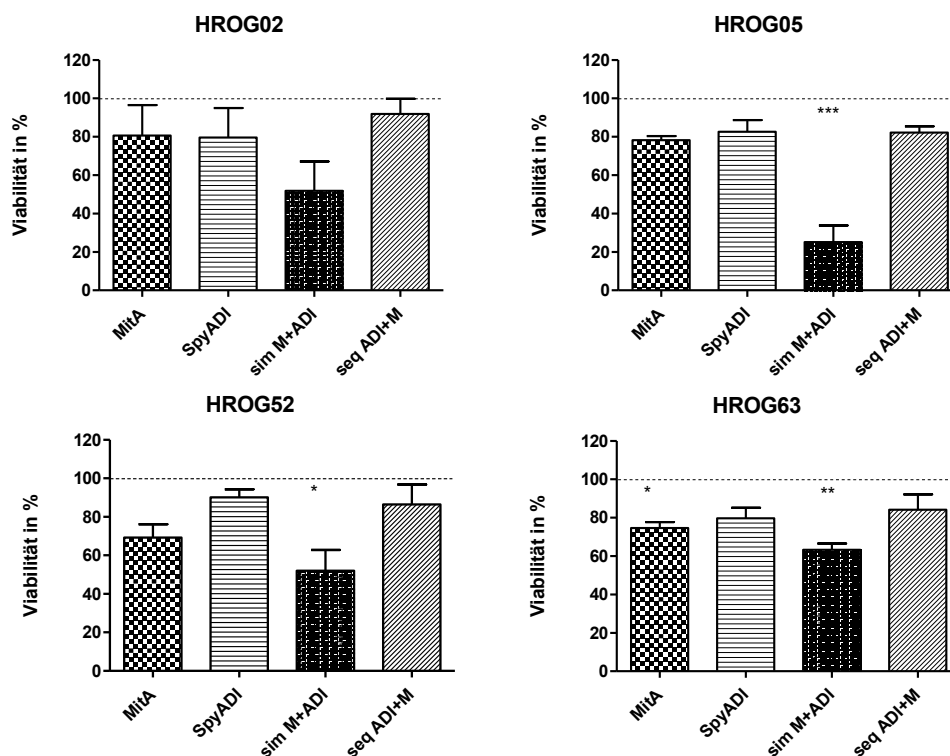 HROG02
Viabilität in %
120
100
80
60
40
20
0
MitA
SpyADI
sim M+ADI
seq ADI+M
HROG05
Viabilität in %
120
100
80
60
40
20
0
***
MitA
SpyADI
sim M+ADI
seq ADI+M
HROG52
Viabilität in %
120
100
80
60
40
20
0
*
MitA
SpyADI
sim M+ADI
seq ADI+M
HROG63
Viabilität in %
120
100
80
60
40
20
0
*
**
MitA
SpyADI
sim M+ADI
seq ADI+M